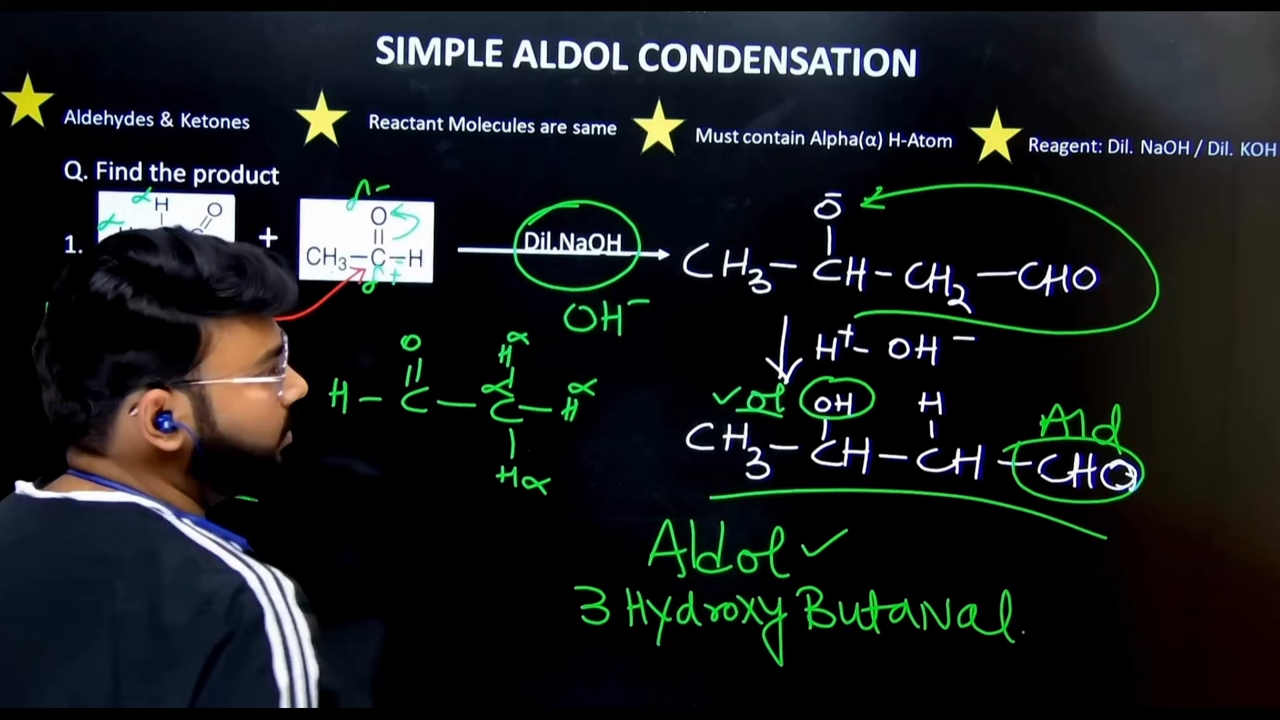 SIMPLE ALDOL CONDENSATION
Aldehydes & Ketones
Reactant Molecules are same
Must contain Alpha(α) H-Atom
Reagent: Dil. NaOH / Dil. KOH
Q. Find the product
1.
α H
α
O
+
δ-
O
CH₃-C-H
δ+
Dil.NaOH
OH⁻
Ō
CH₃-CH-CH₂-CHO
H⁺- OH⁻
O
H-C-C-H α
H α
α
Hα
✓ol OH H Ald
CH₃-CH-CH-CHO
Aldol ✓
3 Hydroxy Butanal.